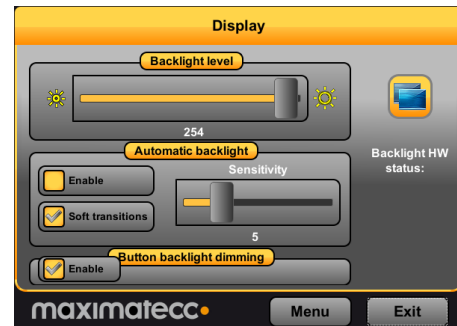 Display
Backlight level
254
Automatic backlight
Enable
Sensitivity
Soft transitions
5
Backlight HW
status:
Button backlight dimming
Enable
maximatecc
Menu
Exit